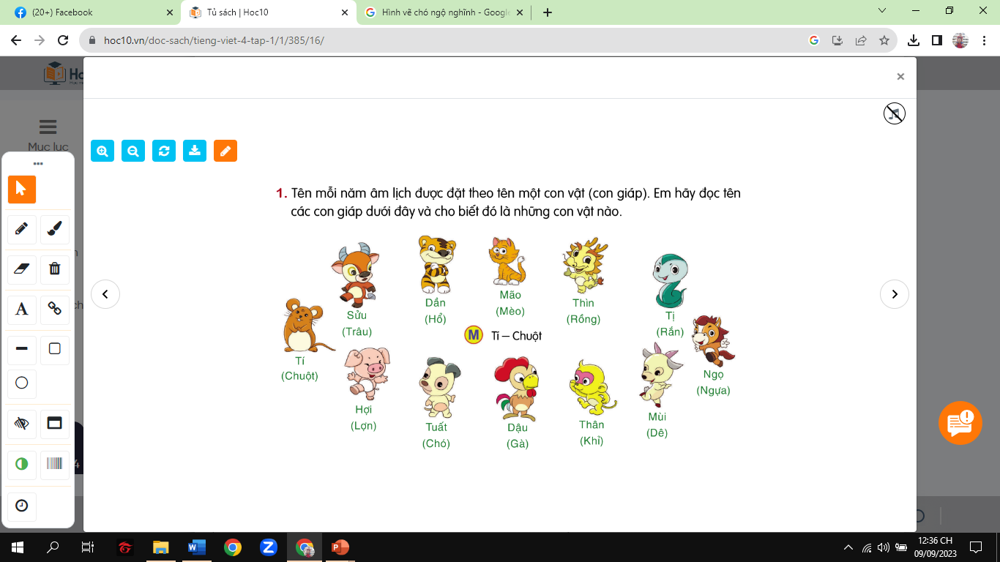 (20+) Facebook
Tủ sách | Hoc10
Hình vẽ chó ngộ nghĩnh - Google
hoc10.vn/doc-sach/tieng-viet-4-tap-1/1/385/16/
Mục lục
1. Tên mỗi năm âm lịch được đặt theo tên một con vật (con giáp). Em hãy đọc tên
các con giáp dưới đây và cho biết đó là những con vật nào.
Sửu
(Trâu)
Dần
(Hổ)
Mão
(Mèo)
Thìn
(Rồng)
Tị
(Rắn)
M Tí – Chuột
Tí
(Chuột)
Ngọ
(Ngựa)
Hợi
(Lợn)
Tuất
(Chó)
Dậu
(Gà)
Thân
(Khỉ)
Mùi
(Dê)
12:36 CH
09/09/2023